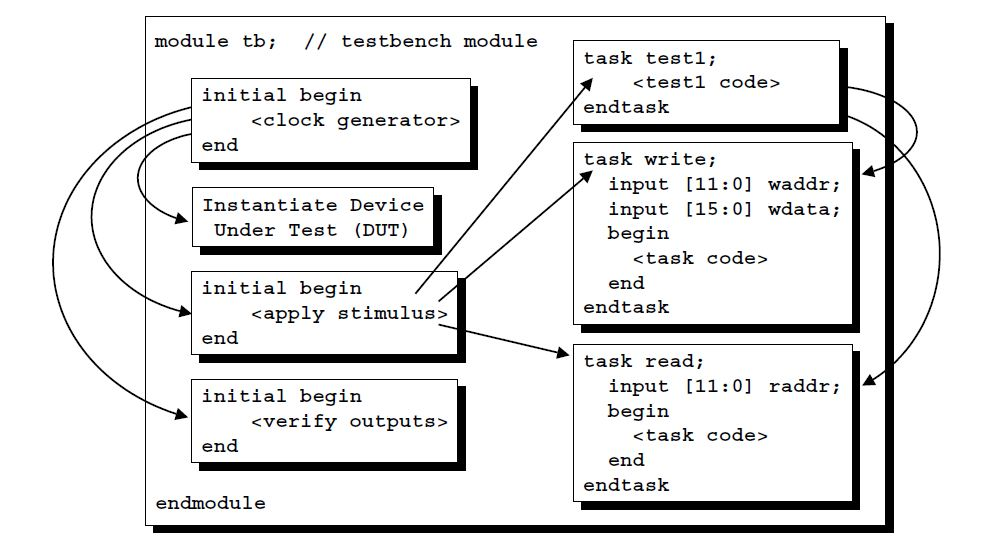 module tb;  // testbench module
initial begin
    <clock generator>
end
Instantiate Device
 Under Test (DUT)
initial begin
    <apply stimulus>
end
initial begin
    <verify outputs>
end
endmodule
task test1;
    <test1 code>
endtask
task write;
  input [11:0] waddr;
  input [15:0] wdata;
  begin
    <task code>
  end
endtask
task read;
  input [11:0] raddr;
  begin
    <task code>
  end
endtask